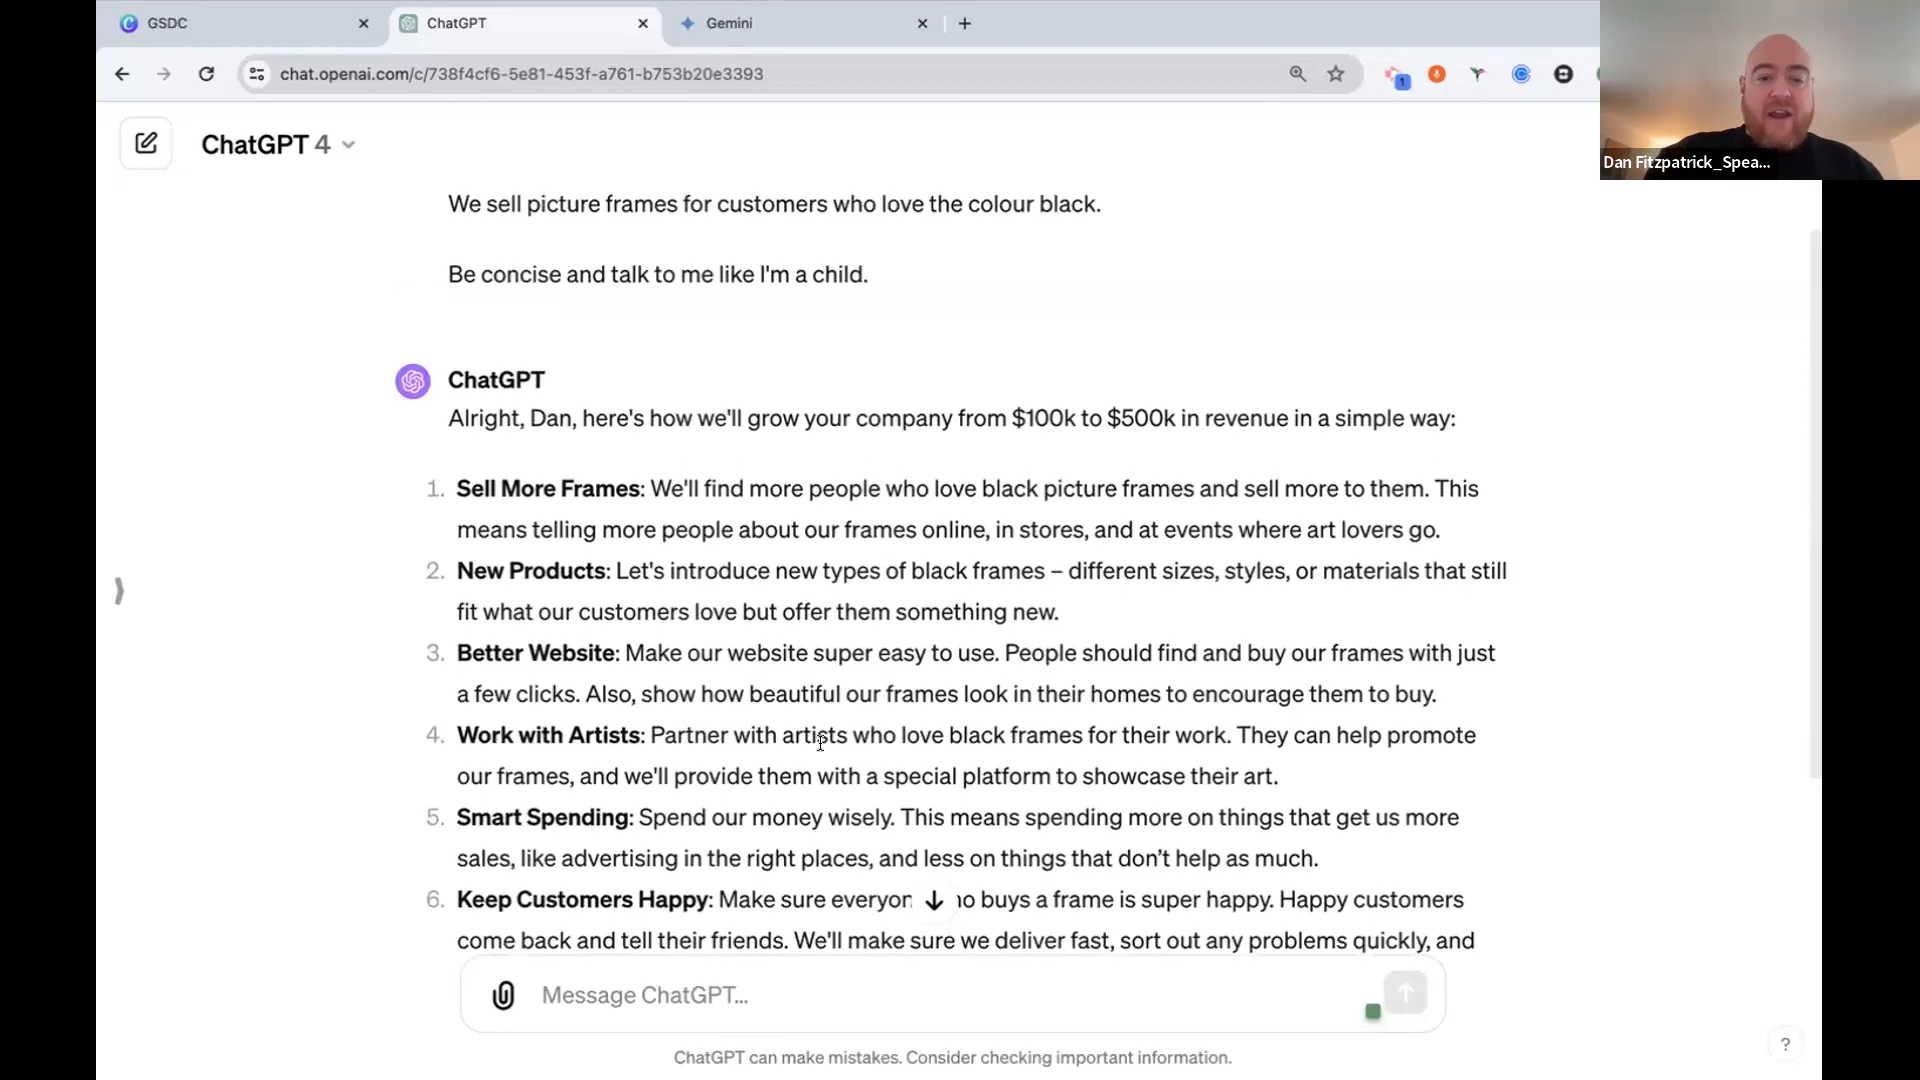 GSDC
ChatGPT
Gemini
chat.openai.com/c/738f4cf6-5e81-453f-a761-b753b20e3393
1
Dan Fitzpatrick_Spea...
ChatGPT 4
We sell picture frames for customers who love the colour black.
Be concise and talk to me like I'm a child.
ChatGPT
Alright, Dan, here's how we'll grow your company from $100k to $500k in revenue in a simple way:
1. Sell More Frames: We'll find more people who love black picture frames and sell more to them. This
means telling more people about our frames online, in stores, and at events where art lovers go.
2. New Products: Let's introduce new types of black frames – different sizes, styles, or materials that still
fit what our customers love but offer them something new.
3. Better Website: Make our website super easy to use. People should find and buy our frames with just
a few clicks. Also, show how beautiful our frames look in their homes to encourage them to buy.
4. Work with Artists: Partner with artists who love black frames for their work. They can help promote
our frames, and we'll provide them with a special platform to showcase their art.
5. Smart Spending: Spend our money wisely. This means spending more on things that get us more
sales, like advertising in the right places, and less on things that don’t help as much.
6. Keep Customers Happy: Make sure everyon ho buys a frame is super happy. Happy customers
come back and tell their friends. We'll make sure we deliver fast, sort out any problems quickly, and
Message ChatGPT...
ChatGPT can make mistakes. Consider checking important information.
?